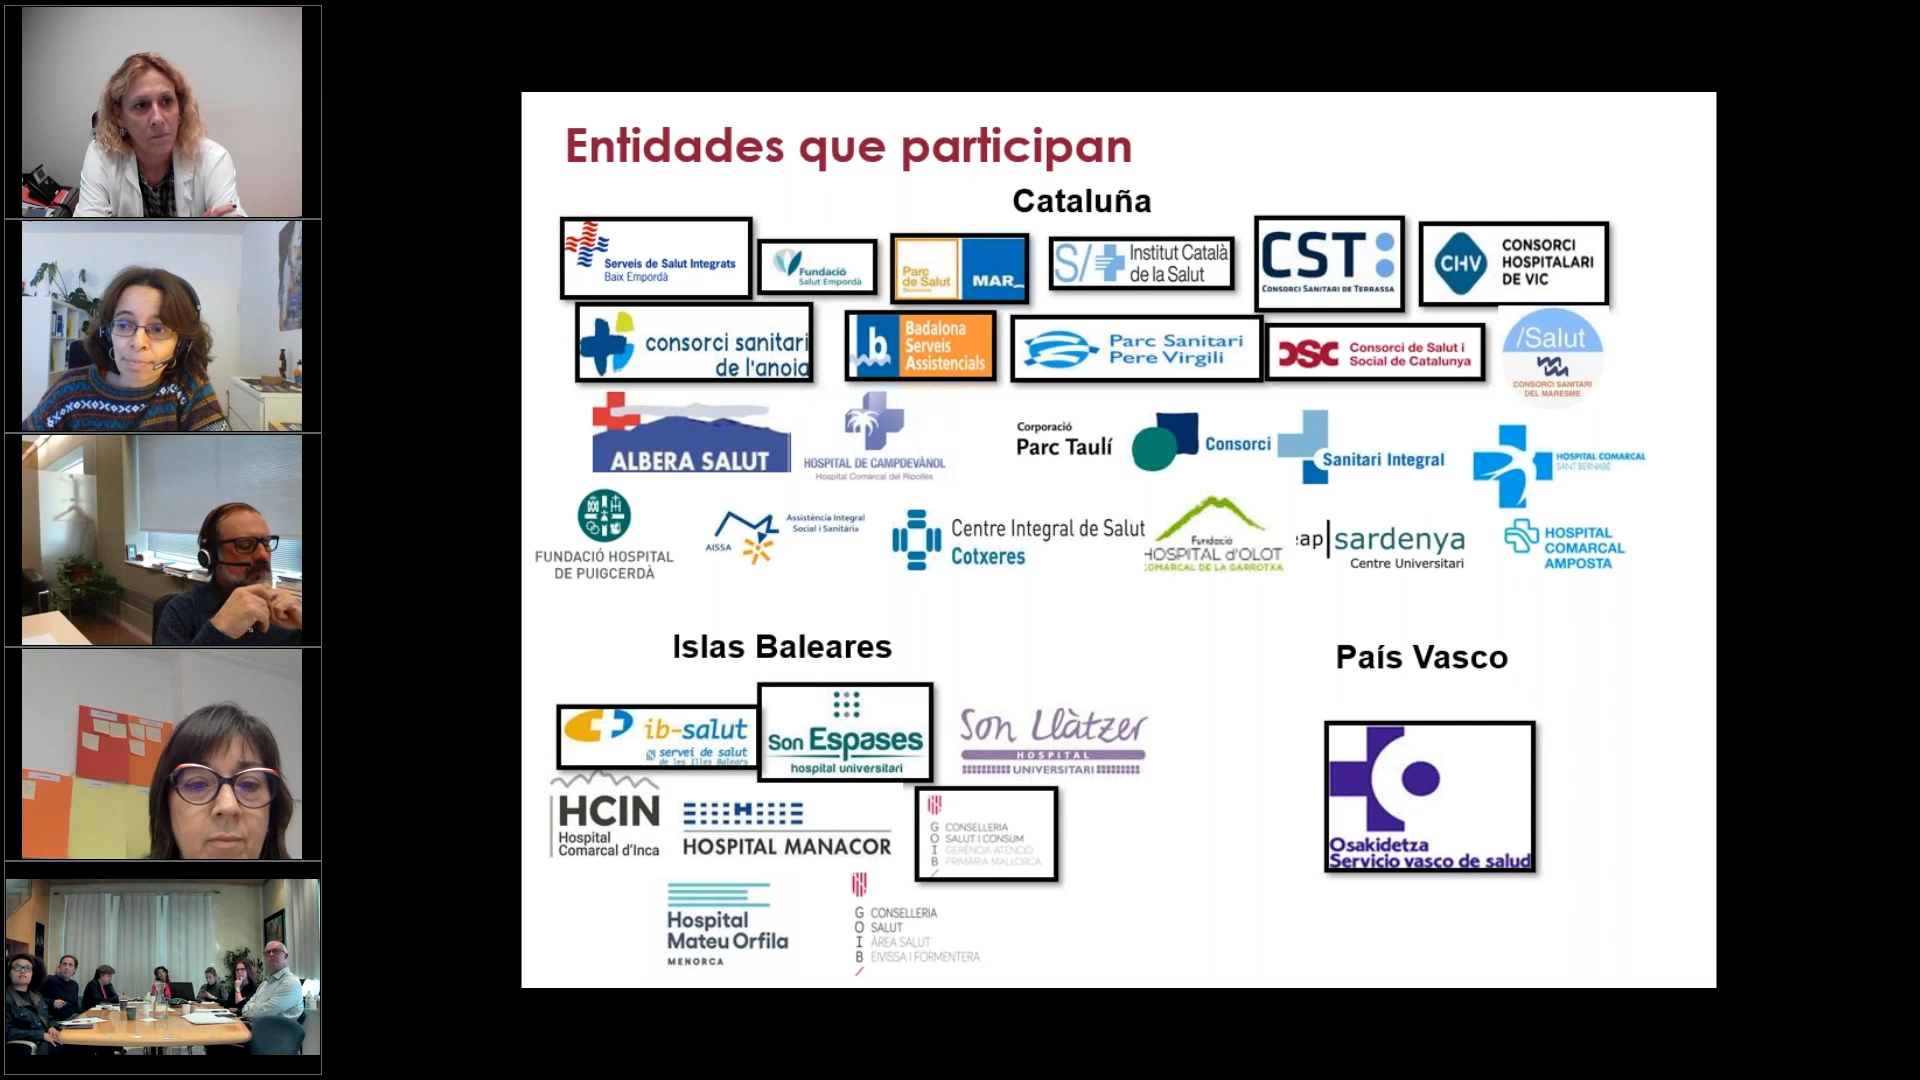 Entidades que participan
Cataluña
Serveis de Salut Integrats
Baix Empordà
Fundació
Salut Empordà
Parc
de Salut
Barcelona
MAR
S/
Institut Català
de la Salut
CST
CONSORCI SANITARI DE TERRASSA
CHV
CONSORCI
HOSPITALARI
DE VIC
consorci sanitari
de l'anoia
b
Badalona
Serveis
Assistencials
Parc Sanitari
Pere Virgili
CSC
Consorci de Salut i
Social de Catalunya
/Salut
CONSORCI SANITARI
DEL MARESME
ALBERA SALUT
HOSPITAL DE CAMPDEVÀNOL
Hospital Comarcal del Ripollès
Corporació
Parc Taulí
Consorci
Sanitari Integral
HOSPITAL COMARCAL
SANT BERNABÉ
FUNDACIÓ HOSPITAL
DE PUIGCERDÀ
AISSA
Assistència Integral
Social i Sanitària
Centre Integral de Salut
Cotxeres
Fundació
HOSPITAL d'OLOT
COMARCAL DE LA GARROTXA
eap sardenya
Centre Universitari
HOSPITAL
COMARCAL
AMPOSTA
Islas Baleares
País Vasco
ib-salut
servei de salut
de les Illes Balears
Son Espases
hospital universitari
Son Llàtzer
HOSPITAL
UNIVERSITARI
HCIN
Hospital
Comarcal d'Inca
H
HOSPITAL MANACOR
G CONSELLERIA
O SALUT I CONSUM
I GERÈNCIA ATENCIÓ
B PRIMÀRIA MALLORCA
/
Osakidetza
Servicio vasco de salud
Hospital
Mateu Orfila
MENORCA
G CONSELLERIA
O SALUT
I ÀREA SALUT
B EIVISSA I FORMENTERA
/